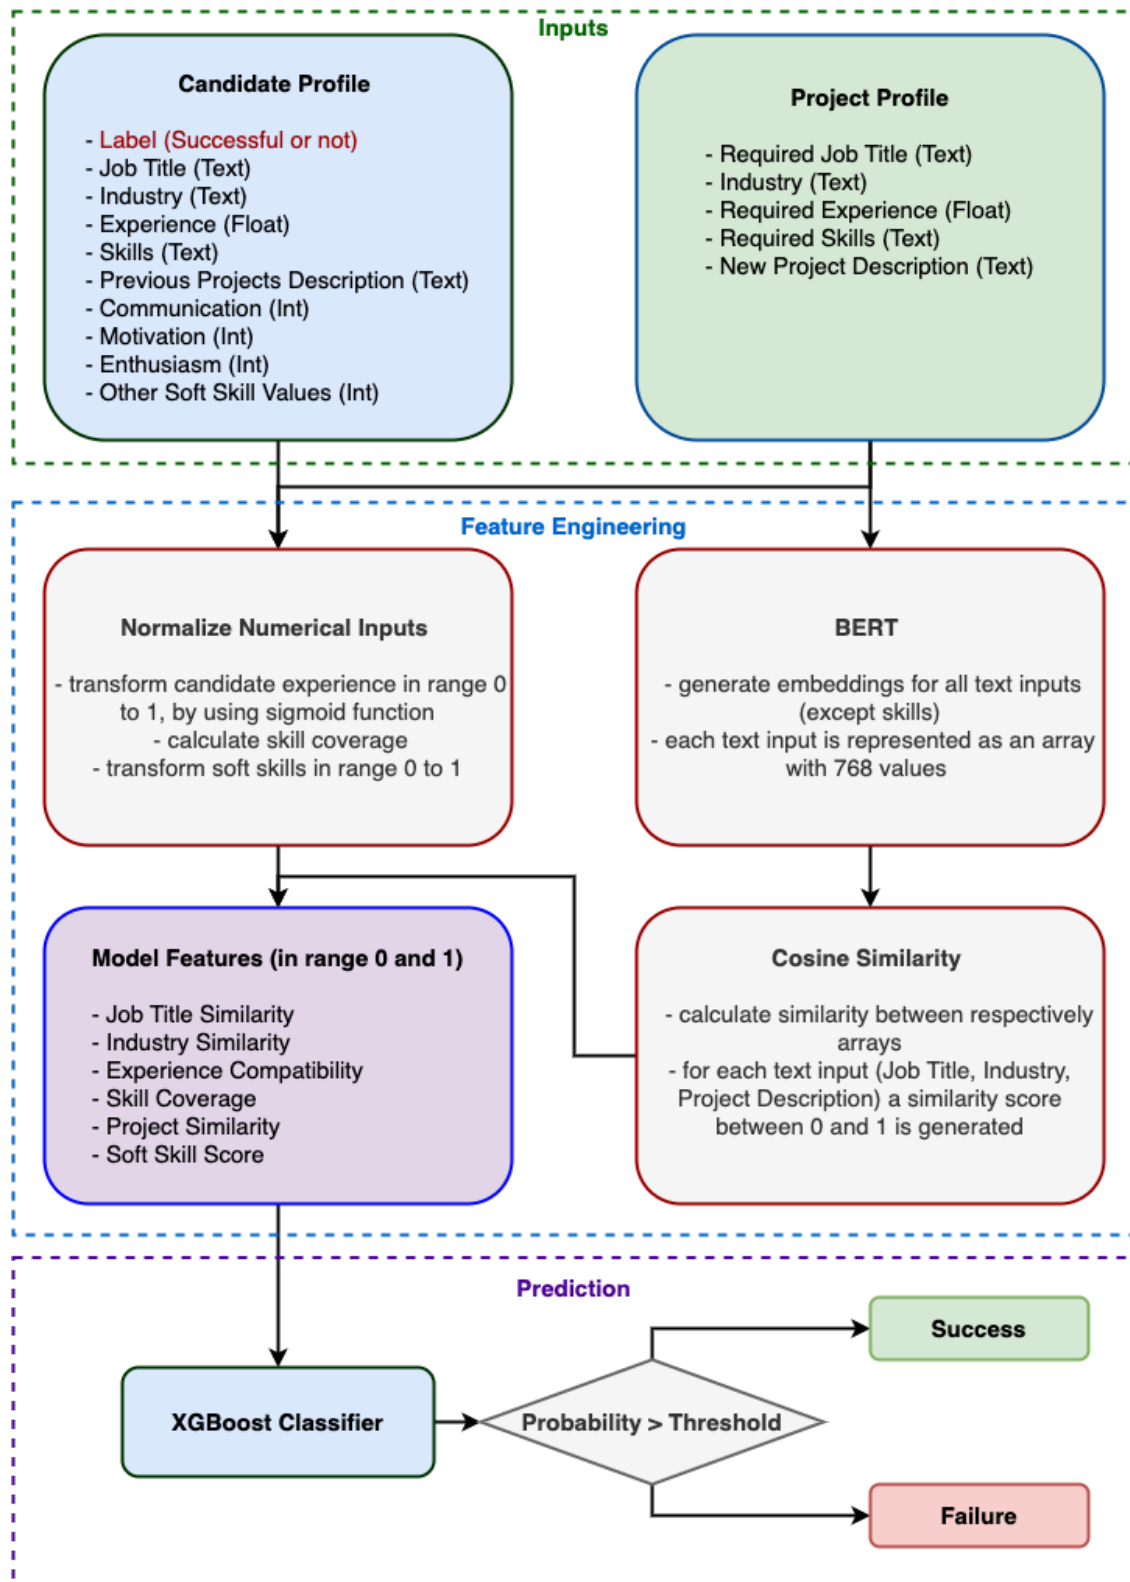 Inputs
Candidate Profile
- Label (Successful or not)
- Job Title (Text)
- Industry (Text)
- Experience (Float)
- Skills (Text)
- Previous Projects Description (Text)
- Communication (Int)
- Motivation (Int)
- Enthusiasm (Int)
- Other Soft Skill Values (Int)
Project Profile
- Required Job Title (Text)
- Industry (Text)
- Required Experience (Float)
- Required Skills (Text)
- New Project Description (Text)
Feature Engineering
Normalize Numerical Inputs
- transform candidate experience in range 0
to 1, by using sigmoid function
- calculate skill coverage
- transform soft skills in range 0 to 1
BERT
- generate embeddings for all text inputs
(except skills)
- each text input is represented as an array
with 768 values
Model Features (in range 0 and 1)
- Job Title Similarity
- Industry Similarity
- Experience Compatibility
- Skill Coverage
- Project Similarity
- Soft Skill Score
Cosine Similarity
- calculate similarity between respectively
arrays
- for each text input (Job Title, Industry,
Project Description) a similarity score
between 0 and 1 is generated
Prediction
XGBoost Classifier
Probability > Threshold
Success
Failure